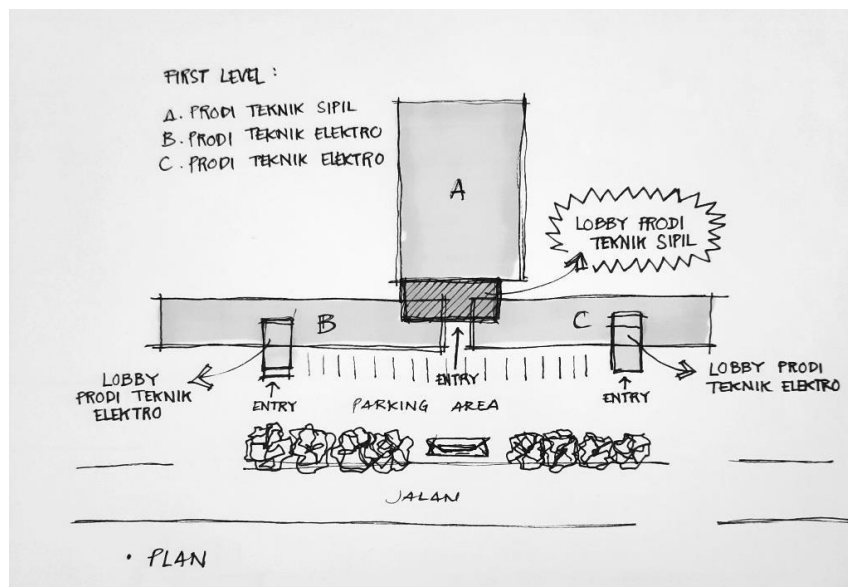 FIRST LEVEL :
A. PRODI TEKNIK SIPIL
B. PRODI TEKNIK ELEKTRO
C. PRODI TEKNIK ELEKTRO
A
LOBBY PRODI
TEKNIK SIPIL
B
C
LOBBY
PRODI TEKNIK
ELEKTRO
ENTRY
ENTRY
ENTRY
LOBBY PRODI
TEKNIK ELEKTRO
PARKING AREA
JALAN
• PLAN